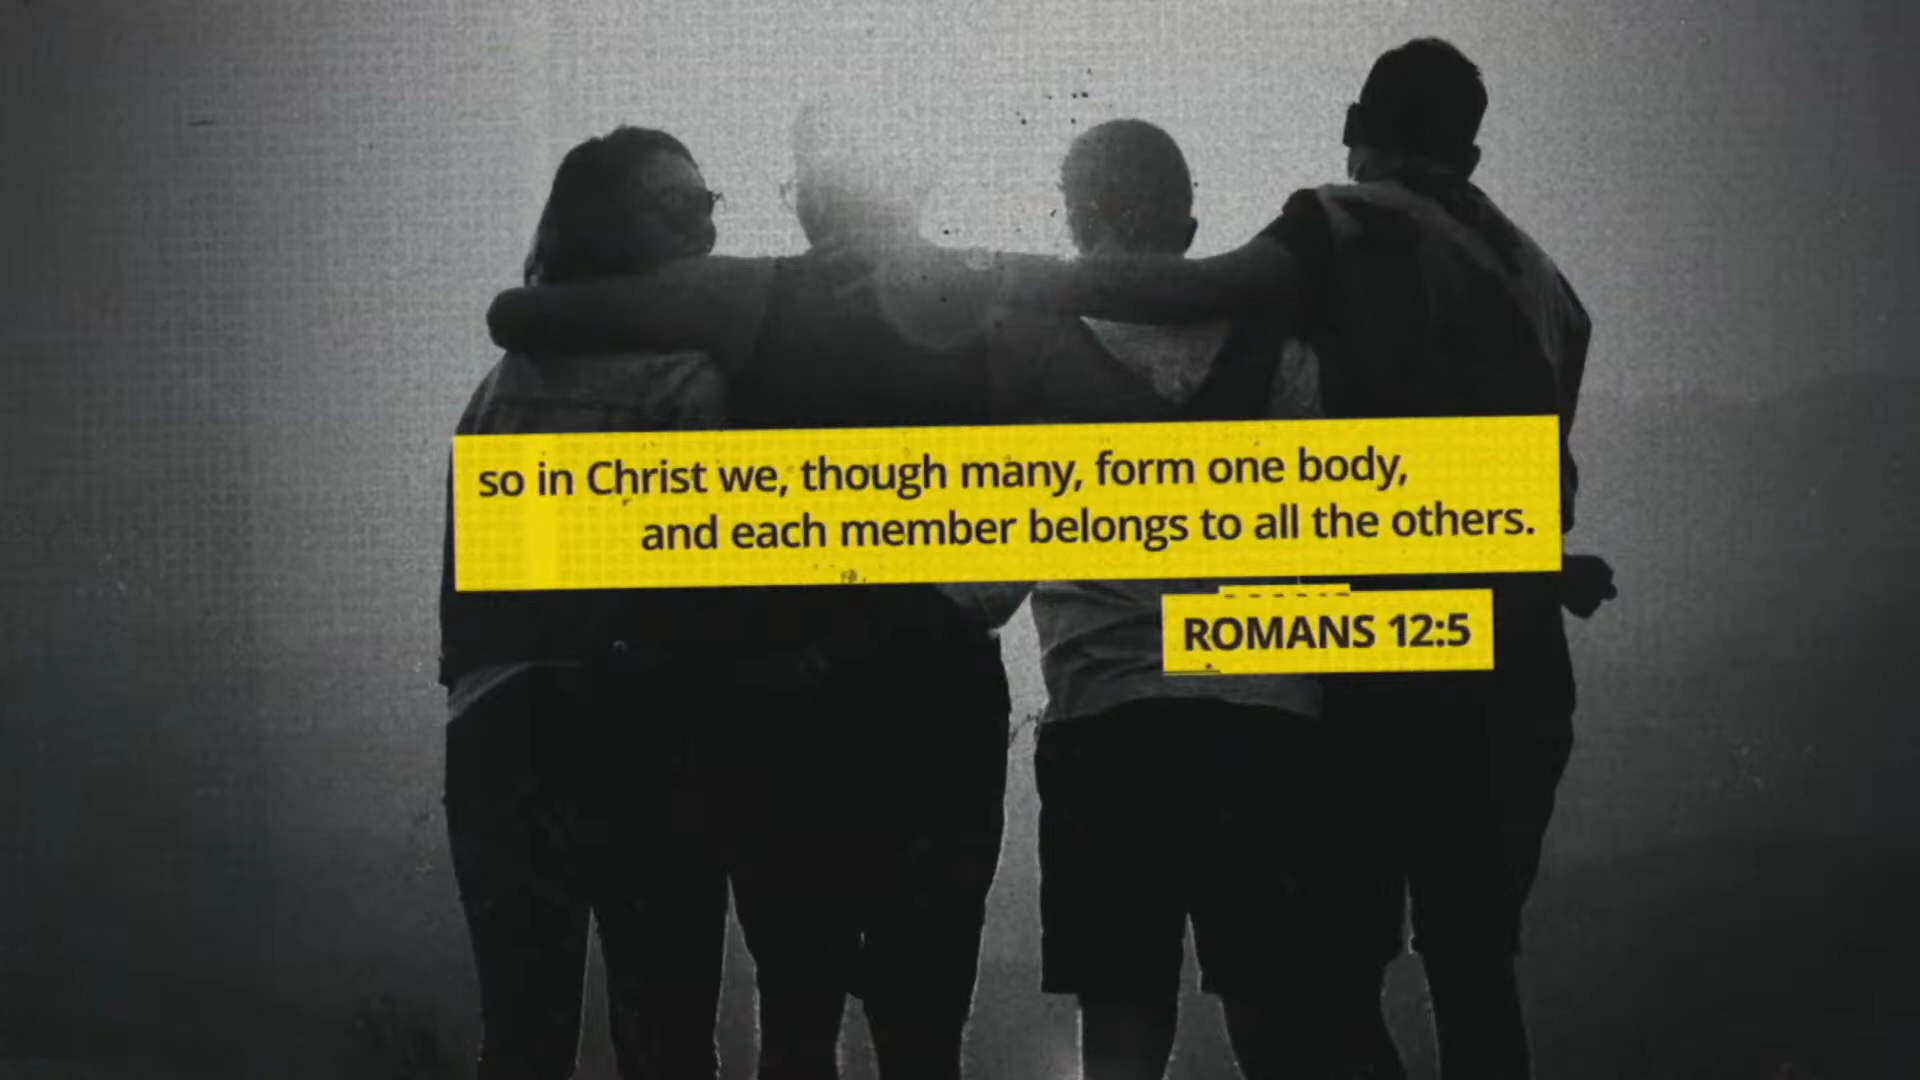 so in Christ we, though many, form one body,
and each member belongs to all the others.
ROMANS 12:5